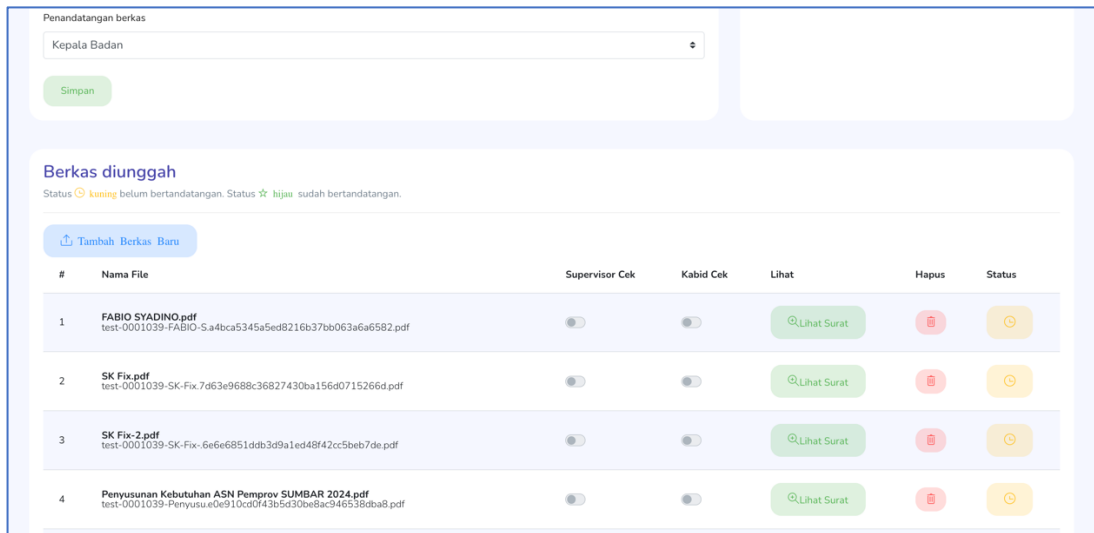 Penandatangan berkas
Kepala Badan
Simpan
Berkas diunggah
Status kuning belum bertandatangan. Status hijau sudah bertandatangan.
Tambah Berkas Baru
# Nama File Supervisor Cek Kabid Cek Lihat Hapus Status
1 FABIO SYADINO.pdf
test-0001039-FABIO-S.a4bca5345a5ed8216b37bb063a6a6582.pdf
Lihat Surat
2 SK Fix.pdf
test-0001039-SK-Fix.7d63e9688c36827430ba156d0715266d.pdf
Lihat Surat
3 SK Fix-2.pdf
test-0001039-SK-Fix-.6e6e6851ddb3d9a1ed48f42cc5beb7de.pdf
Lihat Surat
4 Penyusunan Kebutuhan ASN Pemprov SUMBAR 2024.pdf
test-0001039-Penyusu.e0e910cd0f43b5d30be8ac946538dba8.pdf
Lihat Surat